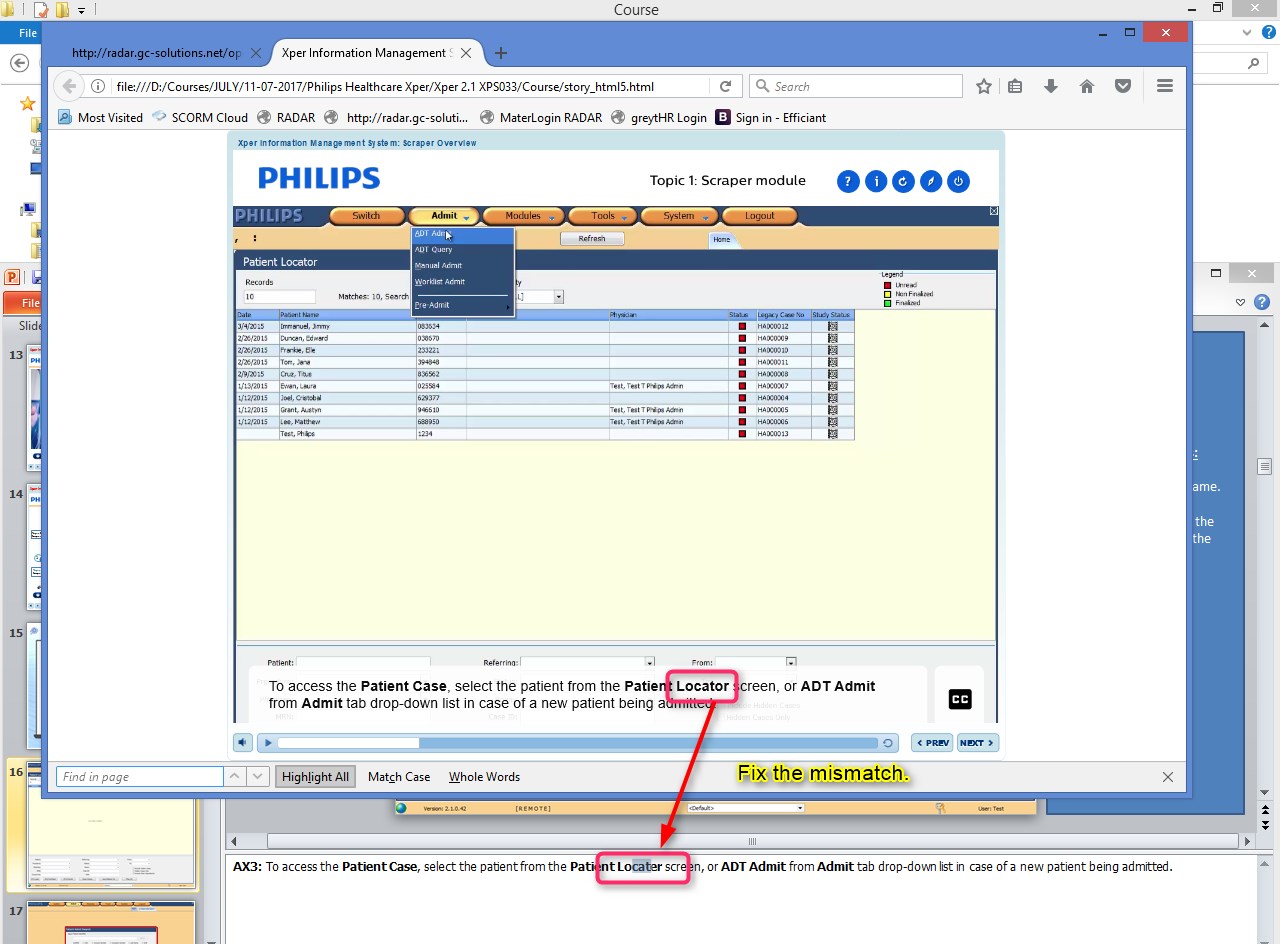 Course
File
http://radar.gc-solutions.net/op
Xper Information Management S
file:///D:/Courses/JULY/11-07-2017/Philips Healthcare Xper/Xper 2.1 XPS033/Course/story_html5.html
Search
Most Visited SCORM Cloud RADAR http://radar.gc-soluti... MaterLogin RADAR greytHR Login B Sign in - Efficiant
Xper Information Management System: Scraper Overview
PHILIPS
Topic 1: Scraper module
PHILIPS Switch Admit Modules Tools System Logout
ADT Admit
ADT Query
Manual Admit
Worklist Admit
Pre-Admit
Refresh
Home
Patient Locator
Records
10
Matches: 10, Search
Legend
Unread
Non Finalized
Finalized
Date Patient Name Physician Status Legacy Case No Study Status
3/4/2015 Immanuel, Jimmy 083634 HA000012
2/26/2015 Duncan, Edward 038670 HA000009
2/26/2015 Frankie, Elle 233221 HA000010
2/26/2015 Tom, Jana 394848 HA000011
2/9/2015 Cruz, Titus 836562 HA000008
1/13/2015 Ewan, Laura 025584 Test, Test T Philips Admin HA000007
1/12/2015 Joel, Cristobal 629377 HA000004
1/12/2015 Grant, Austyn 946610 Test, Test T Philips Admin HA000005
1/12/2015 Lee, Matthew 688950 Test, Test T Philips Admin HA000006
Test, Philips 1234 HA000013
Patient: Referring: From:
To access the Patient Case, select the patient from the Patient Locator screen, or ADT Admit
from Admit tab drop-down list in case of a new patient being admitted.
Hidden Cases
Hidden Cases Only
CC
< PREV NEXT >
Find in page
Highlight All Match Case Whole Words
Fix the mismatch.
P
File
Slide
13
14
15
16
17
ame.
the
the
Version: 2.1.0.42 [REMOTE] <Default> User: Test
AX3: To access the Patient Case, select the patient from the Patient Locater screen, or ADT Admit from Admit tab drop-down list in case of a new patient being admitted.